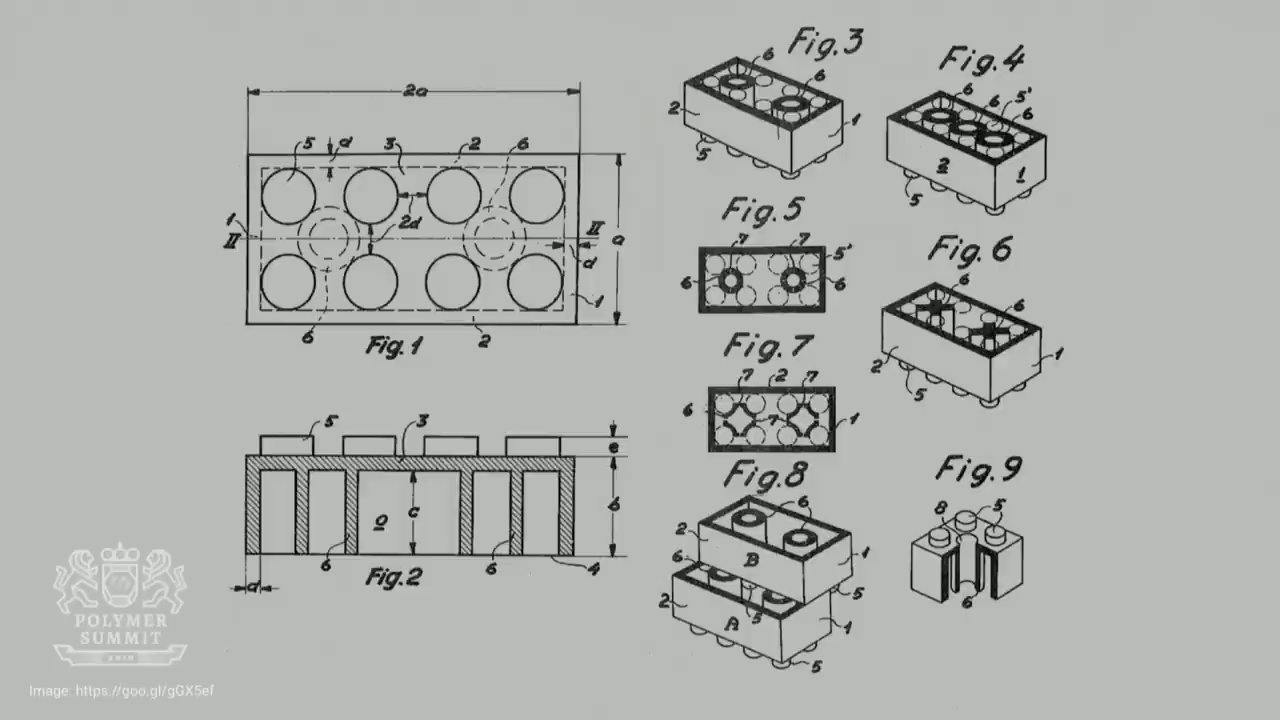 2a
5
d
3
2
6
1
II
2d
II
a
d
1
6
2
Fig.1
5
3
e
b
c
o
6
6
4
d
Fig.2
Fig.3
6
6
2
1
5
Fig.4
6
6
5'
6
2
1
5
Fig.5
7
7
5'
6
6
Fig.6
6
6
2
1
5
Fig.7
7
2
7
6
7
1
Fig.8
6
2
1
B
6
5
5
2
A
1
5
Fig.9
8
5
6
POLYMER
SUMMIT
Image: https://goo.gl/gGX5ef